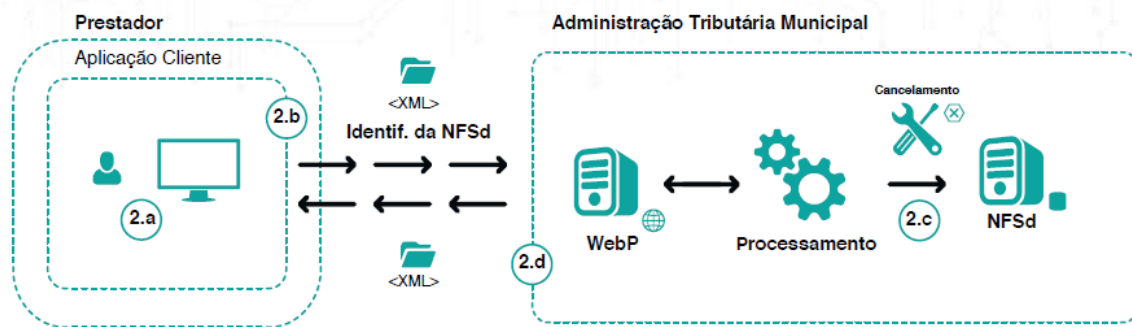 Prestador
Administração Tributária Municipal
Aplicação Cliente
<XML>
Cancelamento
2.b
Identif. da NFSd
2.a
2.c
WebP
Processamento
NFSd
2.d
<XML>